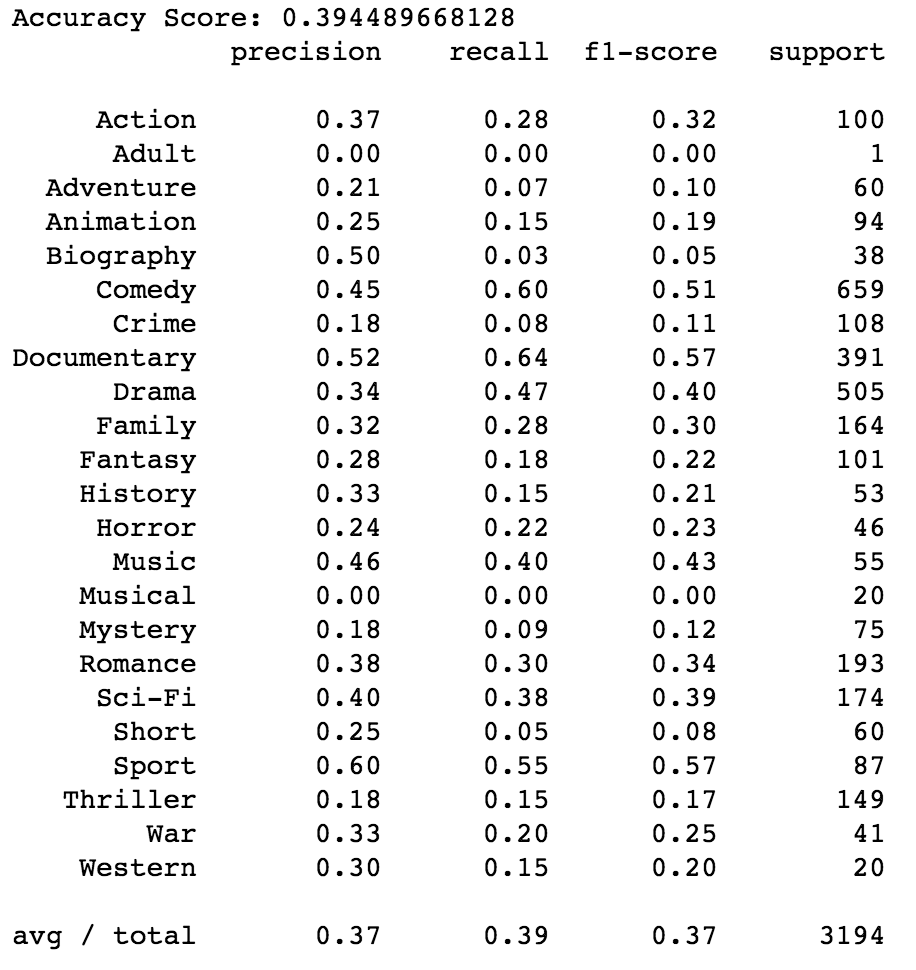 Accuracy Score: 0.394489668128
precision recall f1-score support
Action 0.37 0.28 0.32 100
Adult 0.00 0.00 0.00 1
Adventure 0.21 0.07 0.10 60
Animation 0.25 0.15 0.19 94
Biography 0.50 0.03 0.05 38
Comedy 0.45 0.60 0.51 659
Crime 0.18 0.08 0.11 108
Documentary 0.52 0.64 0.57 391
Drama 0.34 0.47 0.40 505
Family 0.32 0.28 0.30 164
Fantasy 0.28 0.18 0.22 101
History 0.33 0.15 0.21 53
Horror 0.24 0.22 0.23 46
Music 0.46 0.40 0.43 55
Musical 0.00 0.00 0.00 20
Mystery 0.18 0.09 0.12 75
Romance 0.38 0.30 0.34 193
Sci-Fi 0.40 0.38 0.39 174
Short 0.25 0.05 0.08 60
Sport 0.60 0.55 0.57 87
Thriller 0.18 0.15 0.17 149
War 0.33 0.20 0.25 41
Western 0.30 0.15 0.20 20
avg / total 0.37 0.39 0.37 3194